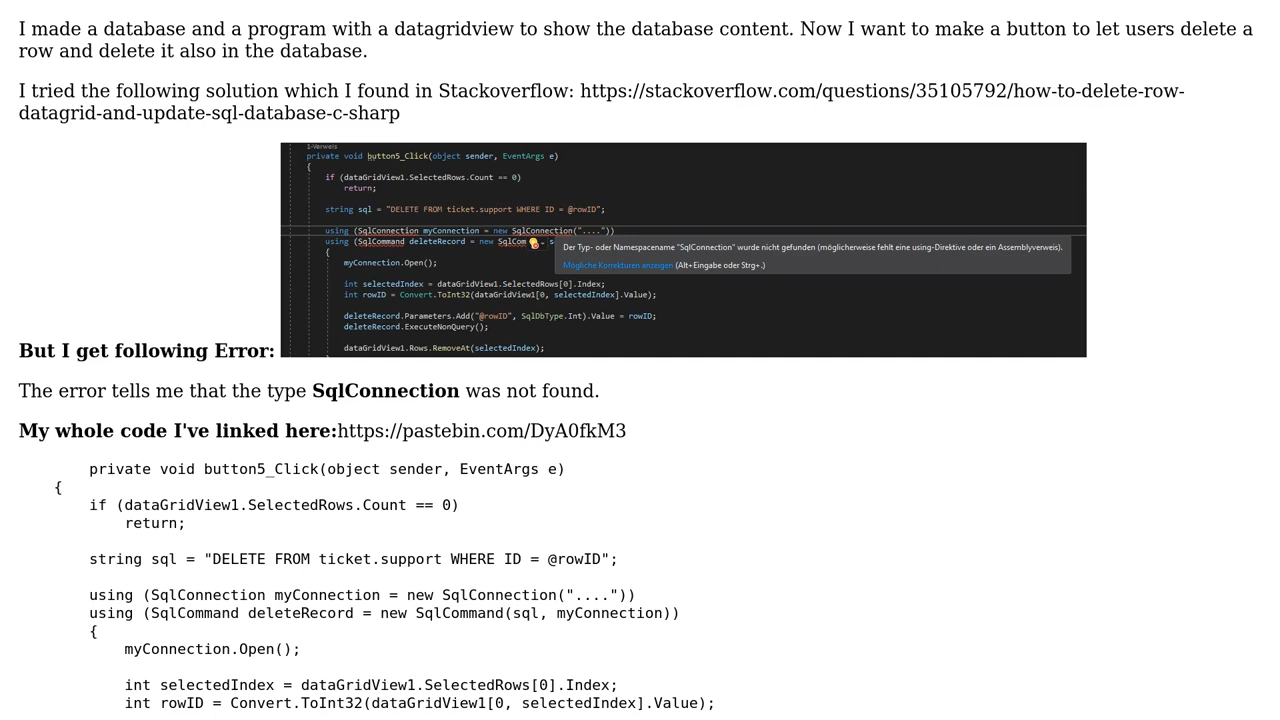 I made a database and a program with a datagridview to show the database content. Now I want to make a button to let users delete a
row and delete it also in the database.
I tried the following solution which I found in Stackoverflow: https://stackoverflow.com/questions/35105792/how-to-delete-row-
datagrid-and-update-sql-database-c-sharp
1-Verweis
private void button5_Click(object sender, EventArgs e)
{
if (dataGridView1.SelectedRows.Count == 0)
return;
string sql = "DELETE FROM ticket.support WHERE ID = @rowID";
using (SqlConnection myConnection = new SqlConnection("...."))
using (SqlCommand deleteRecord = new SqlCom s
Der Typ- oder Namespacename "SqlConnection" wurde nicht gefunden (möglicherweise fehlt eine using-Direktive oder ein Assemblyverweis).
{
myConnection.Open();
Mögliche Korrekturen anzeigen (Alt+Eingabe oder Strg+.)
int selectedIndex = dataGridView1.SelectedRows[0].Index;
int rowID = Convert.ToInt32(dataGridView1[0, selectedIndex].Value);
deleteRecord.Parameters.Add("@rowID", SqlDbType.Int).Value = rowID;
deleteRecord.ExecuteNonQuery();
dataGridView1.Rows.RemoveAt(selectedIndex);
But I get following Error:
The error tells me that the type SqlConnection was not found.
My whole code I've linked here:https://pastebin.com/DyA0fkM3
private void button5_Click(object sender, EventArgs e)
{
if (dataGridView1.SelectedRows.Count == 0)
return;
string sql = "DELETE FROM ticket.support WHERE ID = @rowID";
using (SqlConnection myConnection = new SqlConnection("...."))
using (SqlCommand deleteRecord = new SqlCommand(sql, myConnection))
{
myConnection.Open();
int selectedIndex = dataGridView1.SelectedRows[0].Index;
int rowID = Convert.ToInt32(dataGridView1[0, selectedIndex].Value);